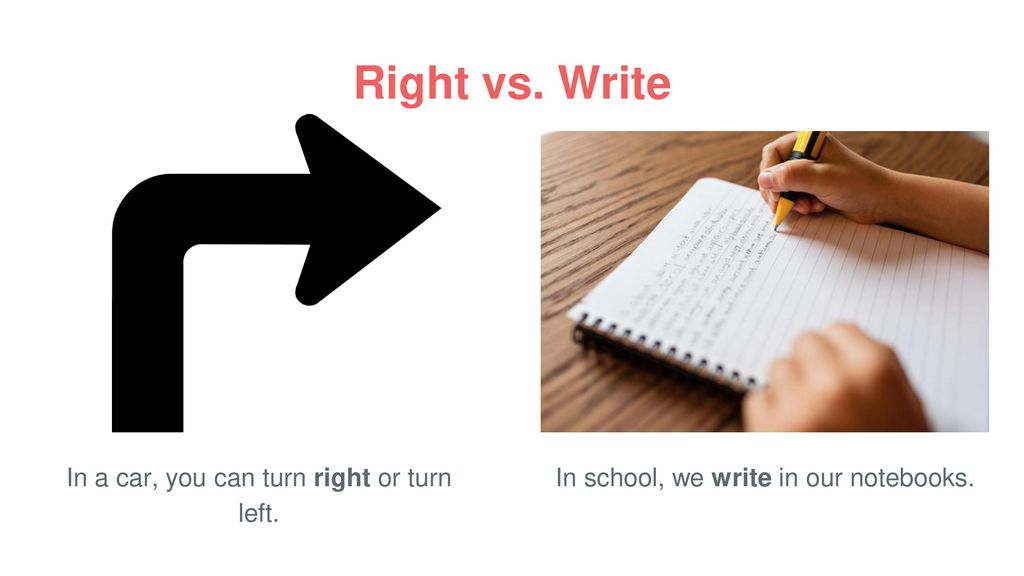 Right vs. Write
In a car, you can turn right or turn
left.
In school, we write in our notebooks.